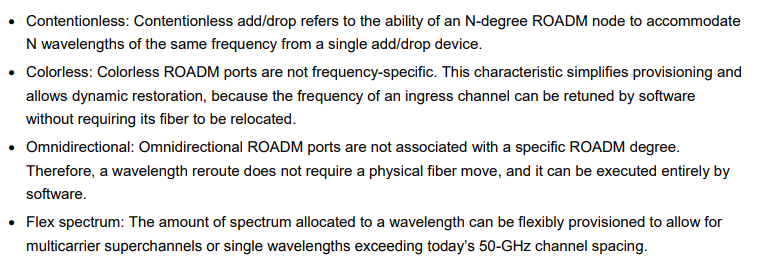 • Contentionless: Contentionless add/drop refers to the ability of an N-degree ROADM node to accommodate
N wavelengths of the same frequency from a single add/drop device.
• Colorless: Colorless ROADM ports are not frequency-specific. This characteristic simplifies provisioning and
allows dynamic restoration, because the frequency of an ingress channel can be retuned by software
without requiring its fiber to be relocated.
• Omnidirectional: Omnidirectional ROADM ports are not associated with a specific ROADM degree.
Therefore, a wavelength reroute does not require a physical fiber move, and it can be executed entirely by
software.
• Flex spectrum: The amount of spectrum allocated to a wavelength can be flexibly provisioned to allow for
multicarrier superchannels or single wavelengths exceeding today's 50-GHz channel spacing.